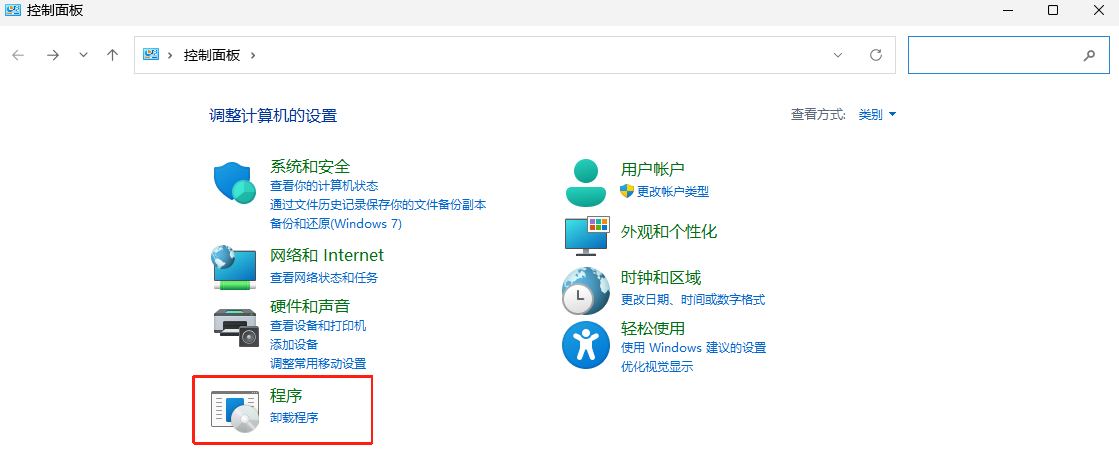 控制面板
控制面板
调整计算机的设置
查看方式: 类别
系统和安全
查看你的计算机状态
通过文件历史记录保存你的文件备份副本
备份和还原(Windows 7)
网络和 Internet
查看网络状态和任务
硬件和声音
查看设备和打印机
添加设备
调整常用移动设置
程序
卸载程序
用户帐户
更改帐户类型
外观和个性化
时钟和区域
更改日期、时间或数字格式
轻松使用
使用 Windows 建议的设置
优化视觉显示